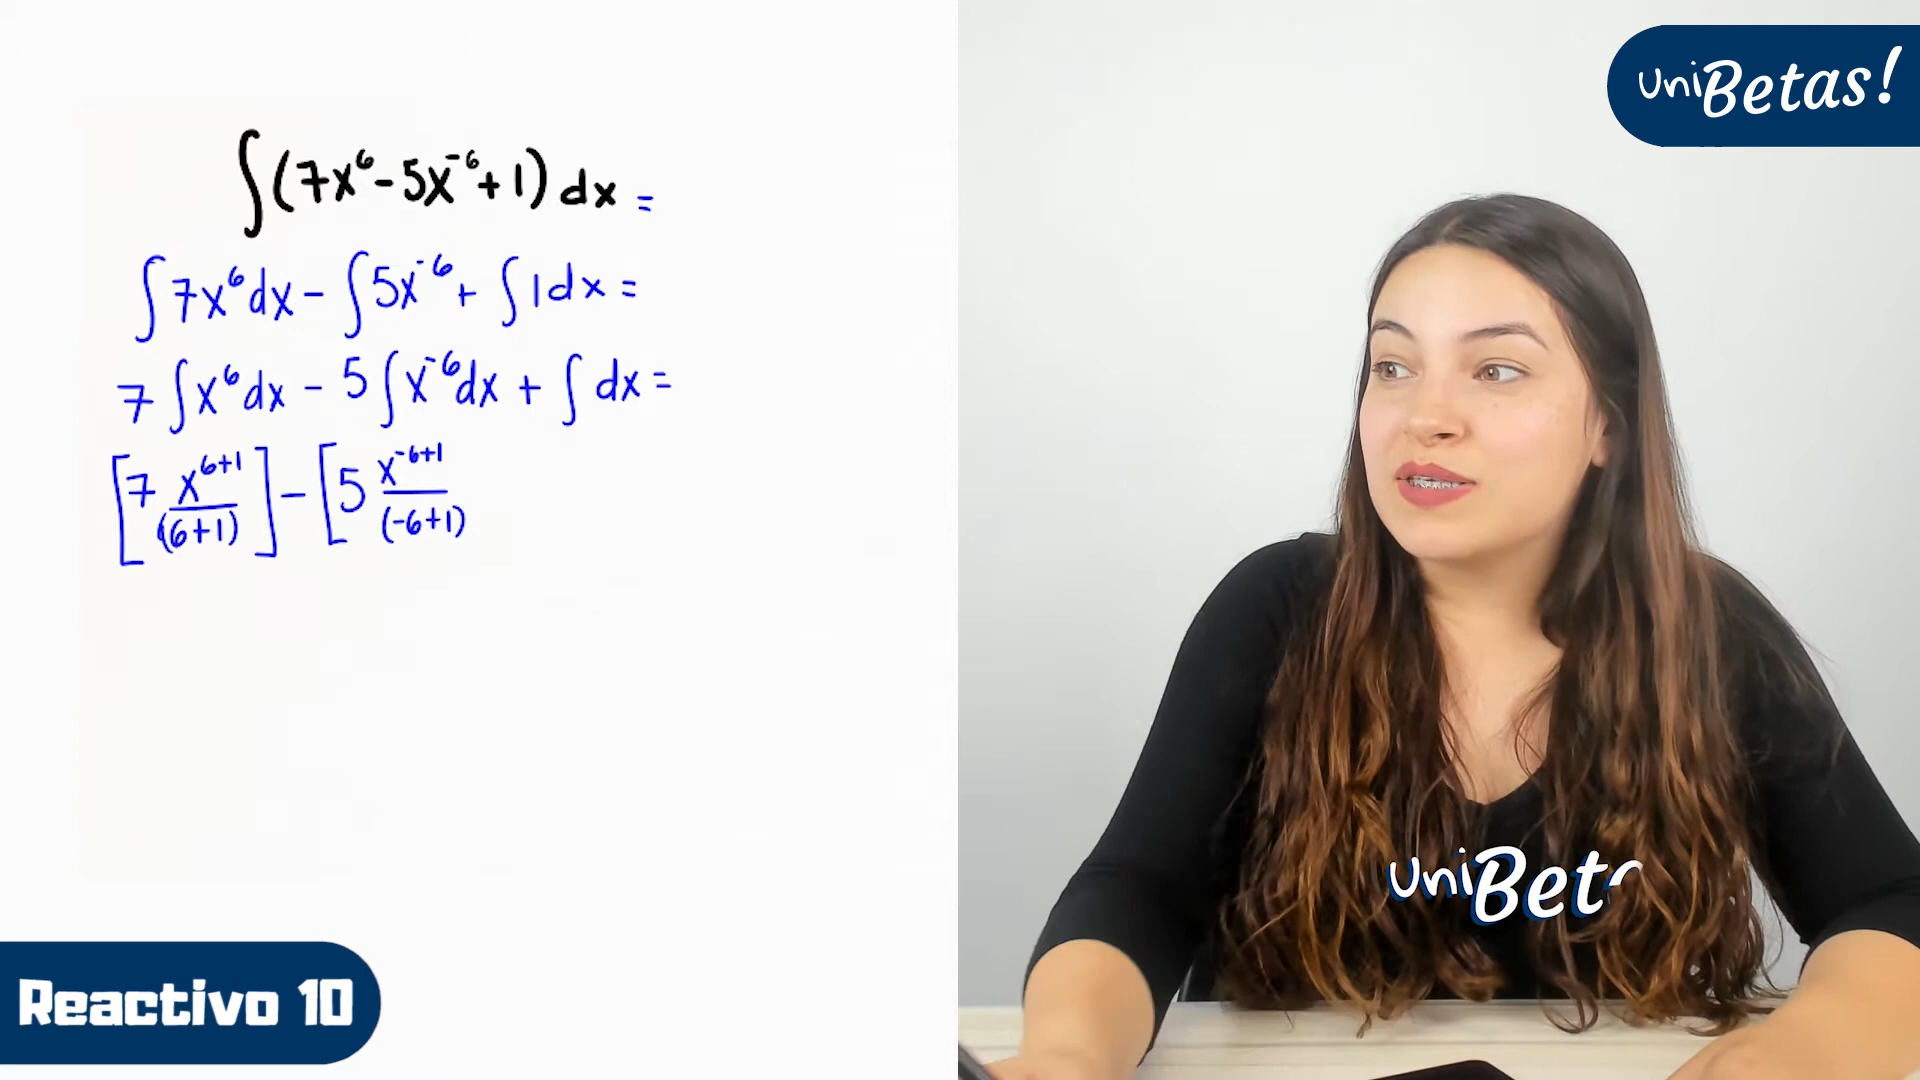 ∫(7x⁶-5x⁻⁶+1)dx =
∫7x⁶dx - ∫5x⁻⁶ + ∫1dx =
7∫x⁶dx - 5∫x⁻⁶dx + ∫dx =
[7 x⁶⁺¹/(6+1)] - [5 x⁻⁶⁺¹/(-6+1)
UniBetas!
UniBet
Reactivo 10